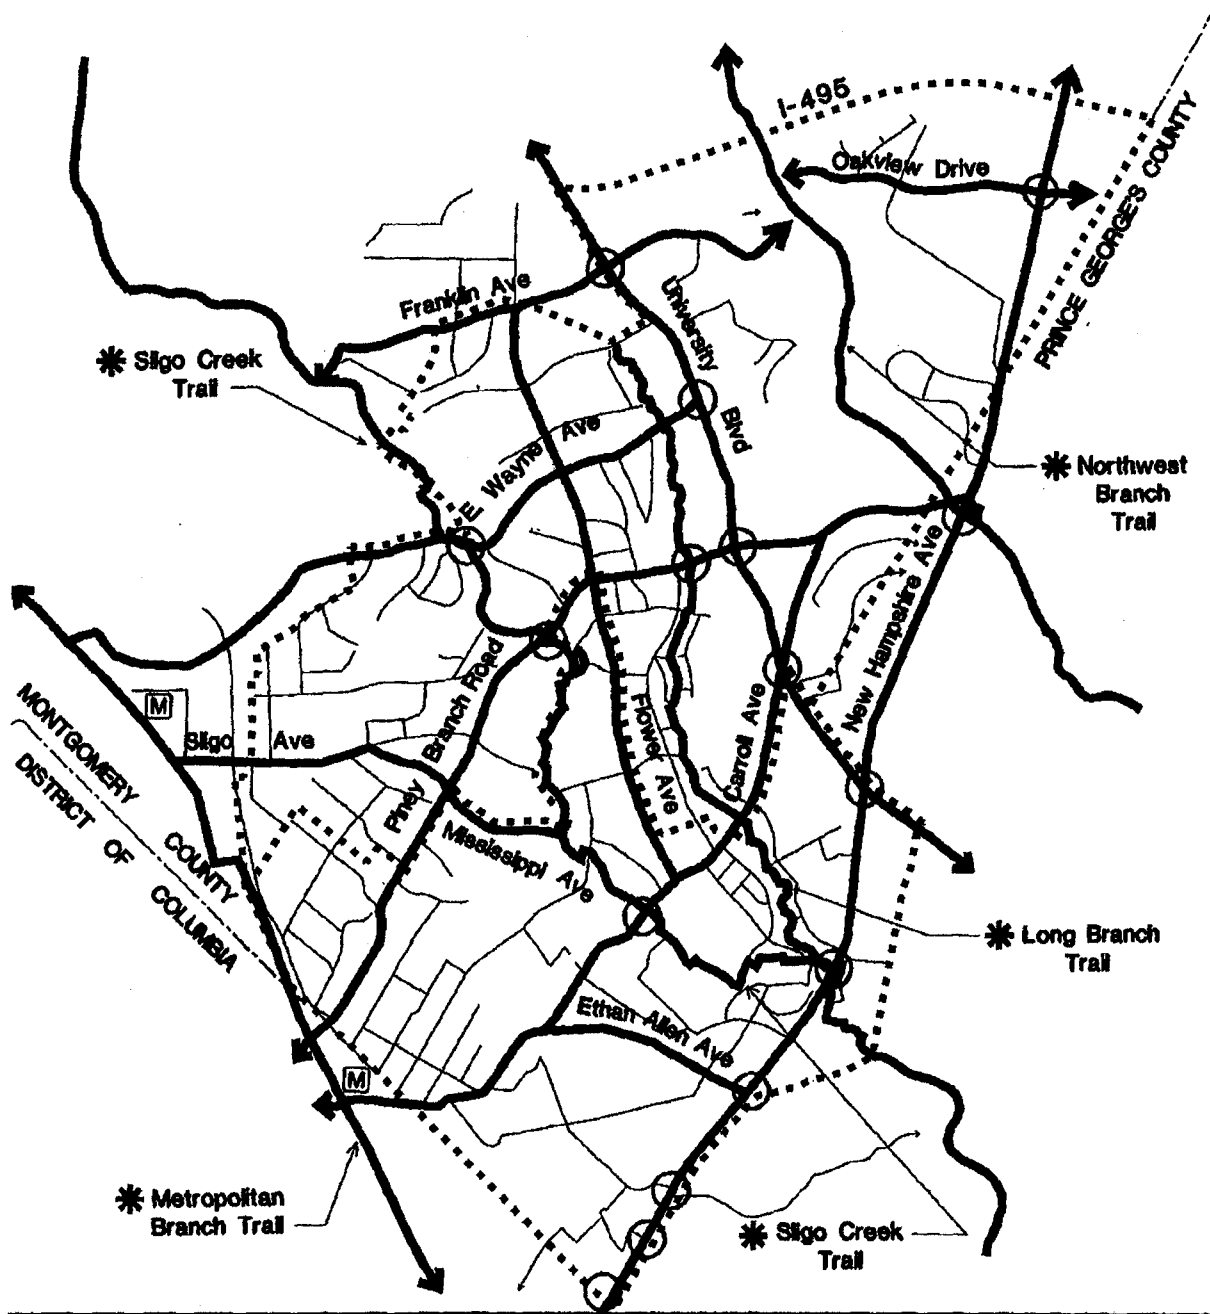 I-495
Oakview Drive
PRINCE GEORGE'S COUNTY
Franklin Ave
University
Blvd
✳ Sligo Creek
Trail
E Wayne Ave
✳ Northwest
Branch
Trail
New Hampshire Ave
Piney Branch Road
M
Sligo Ave
Flower Ave
Carroll Ave
MONTGOMERY COUNTY
DISTRICT OF COLUMBIA
Mississippi Ave
✳ Long Branch
Trail
Ethan Allen Ave
M
✳ Metropolitan
Branch Trail
✳ Sligo Creek
Trail